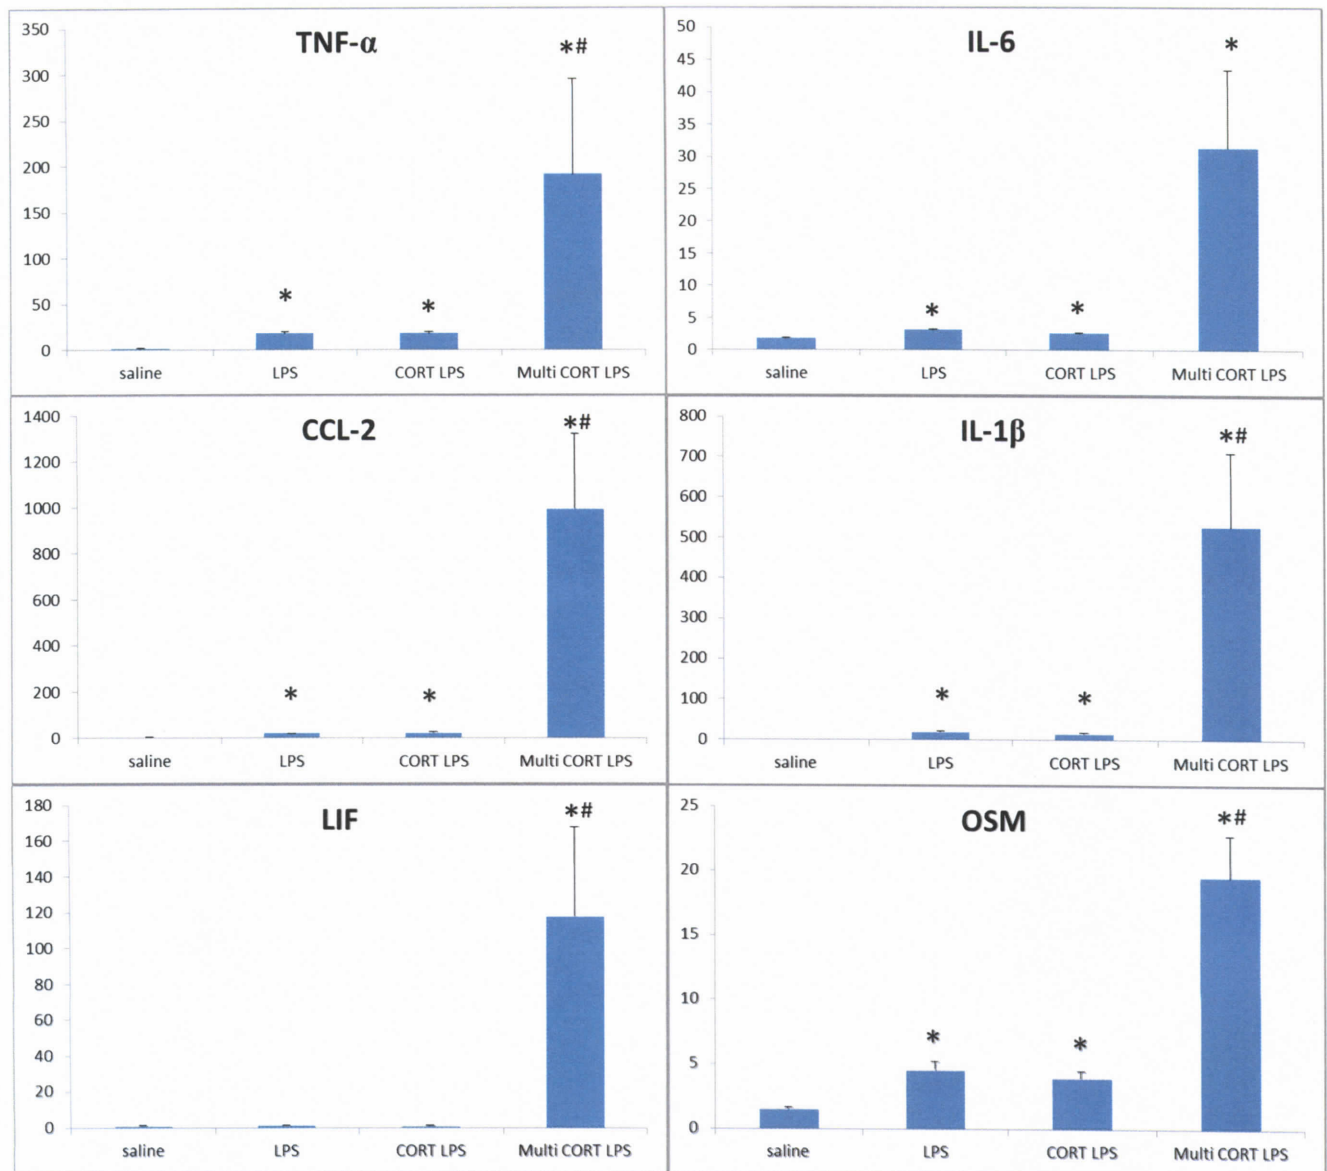 TNF-α
350
300
250
200
150
100
50
0
*
*
*#
saline
LPS
CORT LPS
Multi CORT LPS
IL-6
50
45
40
35
30
25
20
15
10
5
0
*
*
*
saline
LPS
CORT LPS
Multi CORT LPS
CCL-2
1400
1200
1000
800
600
400
200
0
*
*
*#
saline
LPS
CORT LPS
Multi CORT LPS
IL-1β
800
700
600
500
400
300
200
100
0
*
*
*#
saline
LPS
CORT LPS
Multi CORT LPS
LIF
180
160
140
120
100
80
60
40
20
0
*#
saline
LPS
CORT LPS
Multi CORT LPS
OSM
25
20
15
10
5
0
*
*
*#
saline
LPS
CORT LPS
Multi CORT LPS